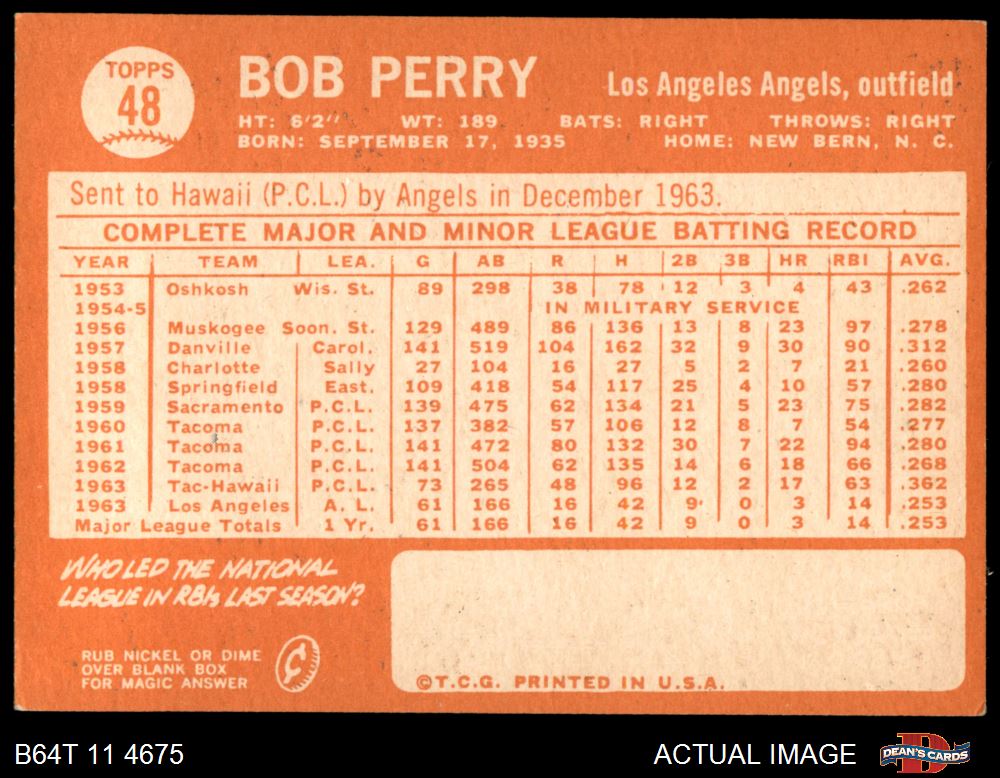 TOPPS
48
BOB PERRY
Los Angeles Angels, outfield
HT: 6'2" WT: 189 BATS: RIGHT THROWS: RIGHT
BORN: SEPTEMBER 17, 1935 HOME: NEW BERN, N. C.
Sent to Hawaii (P.C.L.) by Angels in December 1963.
COMPLETE MAJOR AND MINOR LEAGUE BATTING RECORD
YEAR TEAM LEA. G AB R H 2B 3B HR RBI AVG.
1953 Oshkosh Wis. St. 89 298 38 78 12 3 4 43 .262
1954-5 IN MILITARY SERVICE
1956 Muskogee Soon. St. 129 489 86 136 13 8 23 97 .278
1957 Danville Carol. 141 519 104 162 32 9 30 90 .312
1958 Charlotte Sally 27 104 16 27 5 2 7 21 .260
1958 Springfield East. 109 418 54 117 25 4 10 57 .280
1959 Sacramento P.C.L. 139 475 62 134 21 5 23 75 .282
1960 Tacoma P.C.L. 137 382 57 106 12 8 7 54 .277
1961 Tacoma P.C.L. 141 472 80 132 30 7 22 94 .280
1962 Tacoma P.C.L. 141 504 62 135 14 6 18 66 .268
1963 Tac-Hawaii P.C.L. 73 265 48 96 12 2 17 63 .362
1963 Los Angeles A. L. 61 166 16 42 9 0 3 14 .253
Major League Totals 1 Yr. 61 166 16 42 9 0 3 14 .253
WHO LED THE NATIONAL
LEAGUE IN RBIs LAST SEASON?
RUB NICKEL OR DIME
OVER BLANK BOX
FOR MAGIC ANSWER
©T.C.G. PRINTED IN U.S.A.
B64T 11 4675
ACTUAL IMAGE
DEAN'S CARDS